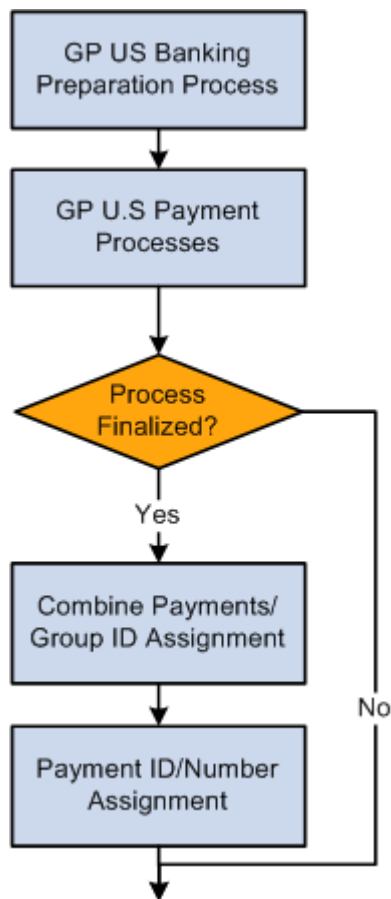 GP US Banking
Preparation Process
GP U.S Payment
Processes
Process
Finalized?
Yes
Combine Payments/
Group ID Assignment
No
Payment ID/Number
Assignment